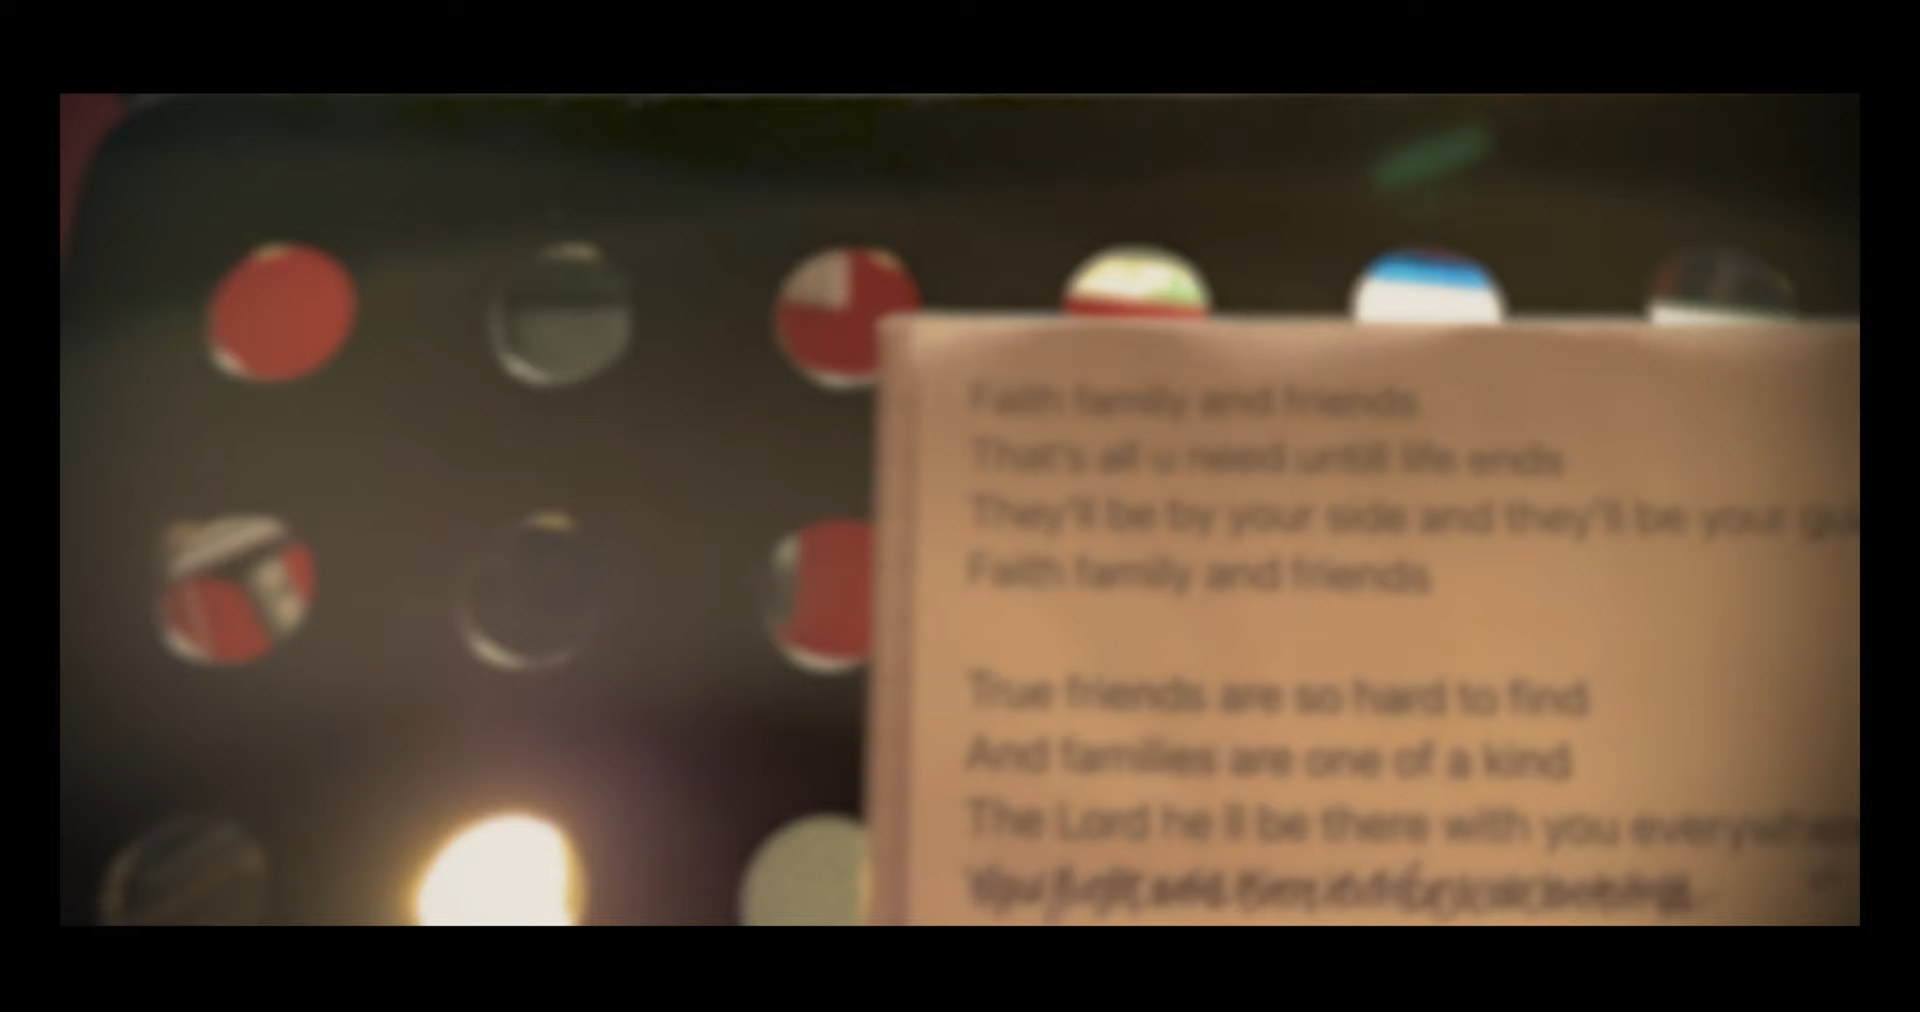 Faith family and friends
That's all u need untill life ends
They'll be by your side and they'll be your
Faith family and friends
True friends are so hard to find
And families are one of a kind
The Lord he ll be there with you